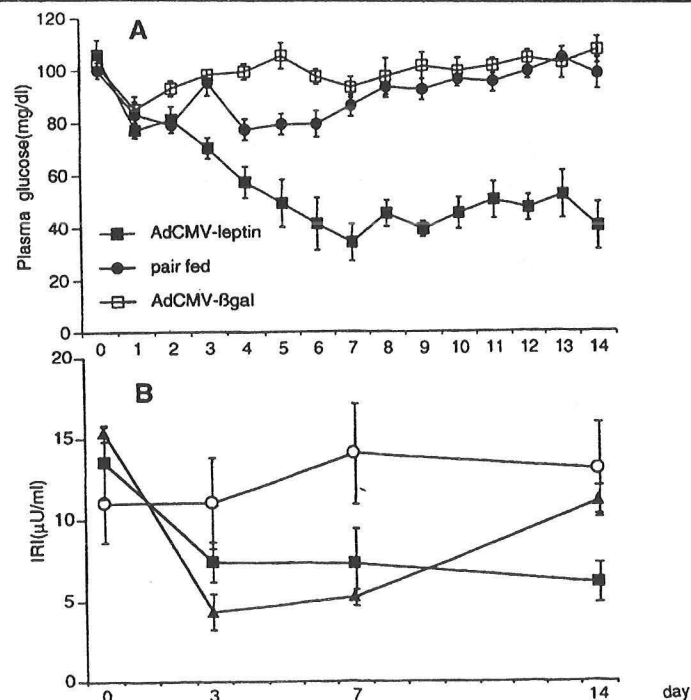 A
Plasma glucose(mg/dl)
120
100
80
60
40
20
0
AdCMV-leptin
pair fed
AdCMV-ßgal
0 1 2 3 4 5 6 7 8 9 10 11 12 13 14
B
IRI(µU/ml)
20
15
10
5
0
0 3 7 14 day